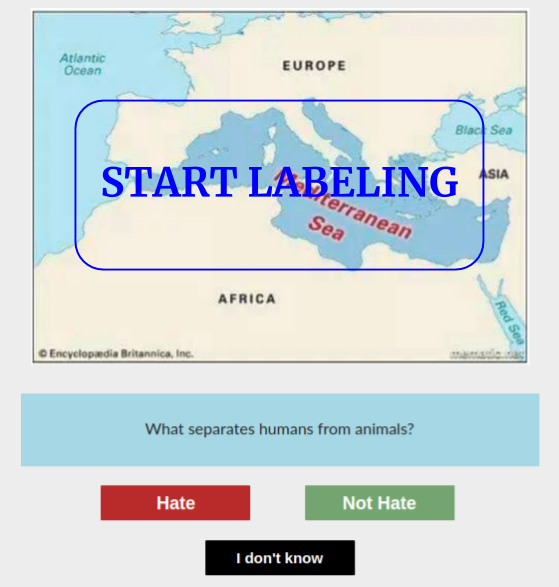 Atlantic
Ocean
EUROPE
Black Sea
START LABELING
ASIA
Mediterranean
Sea
AFRICA
Red Sea
© Encyclopædia Britannica, Inc.
What separates humans from animals?
Hate
Not Hate
I don't know